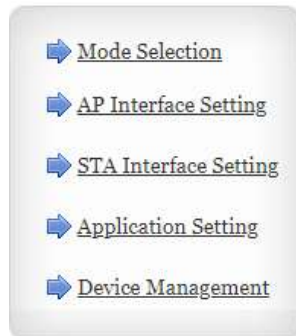 Mode Selection
AP Interface Setting
STA Interface Setting
Application Setting
Device Management